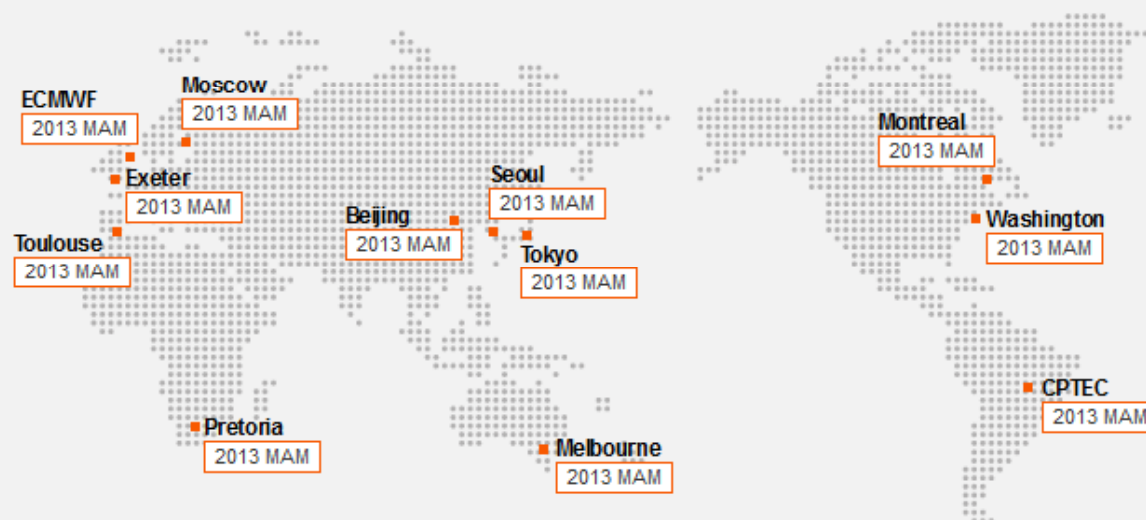 Moscow
2013 MAM
ECMWF
2013 MAM
Montreal
2013 MAM
Exeter
2013 MAM
Seoul
2013 MAM
Beijing
2013 MAM
Washington
2013 MAM
Toulouse
2013 MAM
Tokyo
2013 MAM
CPTEC
2013 MAM
Pretoria
2013 MAM
Melbourne
2013 MAM